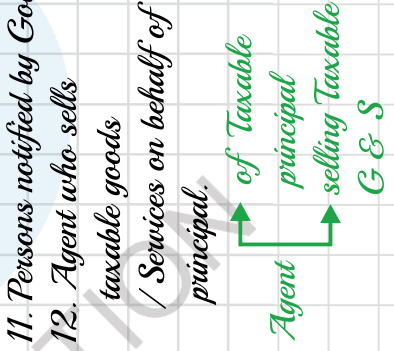 11. Persons notified by Go
12. Agent who sells
taxable goods
/ Services on behalf of
principal.
Agent
of Taxable
principal
selling Taxable
G & S
TION